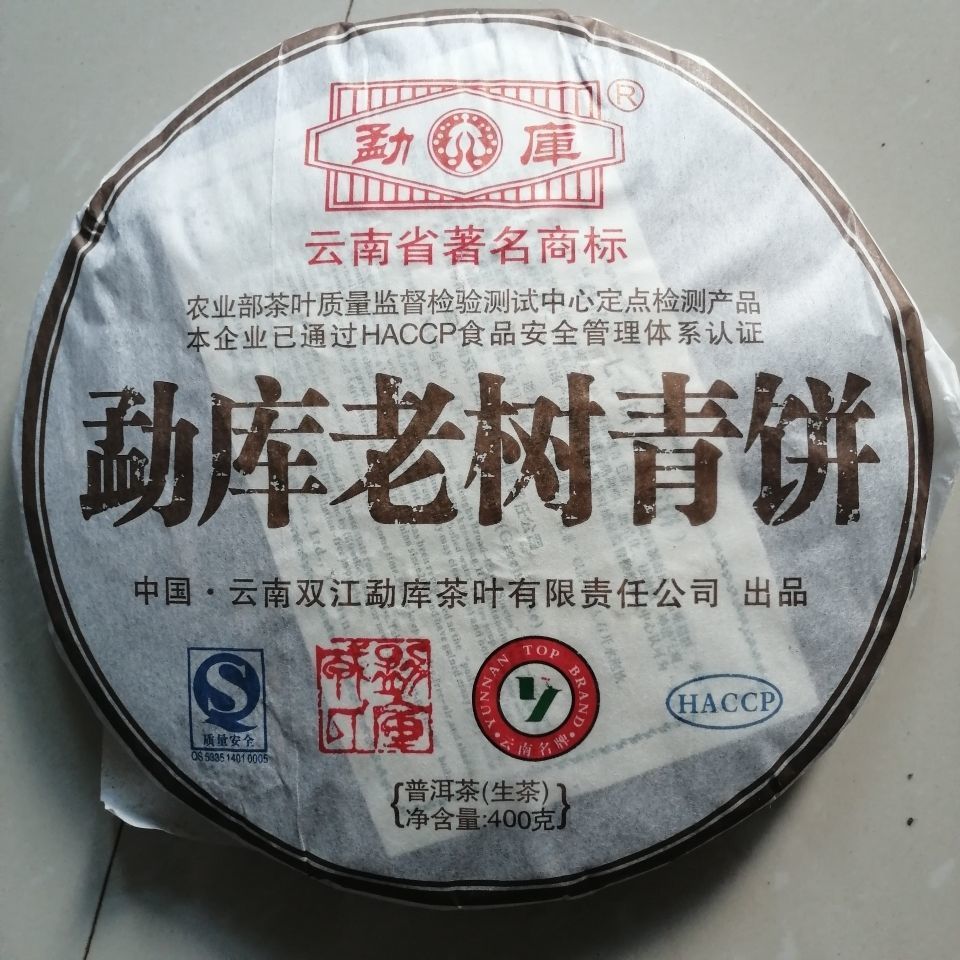 勐 庫 ®
云南省著名商标
农业部茶叶质量监督检验测试中心定点检测产品
本企业已通过HACCP食品安全管理体系认证
勐库老树青饼
中国·云南双江勐库茶叶有限责任公司 出品
质量安全
QS 5335 1401 0005
YUNNAN TOP BRAND
云南名牌
HACCP
普洱茶(生茶)
净含量:400克